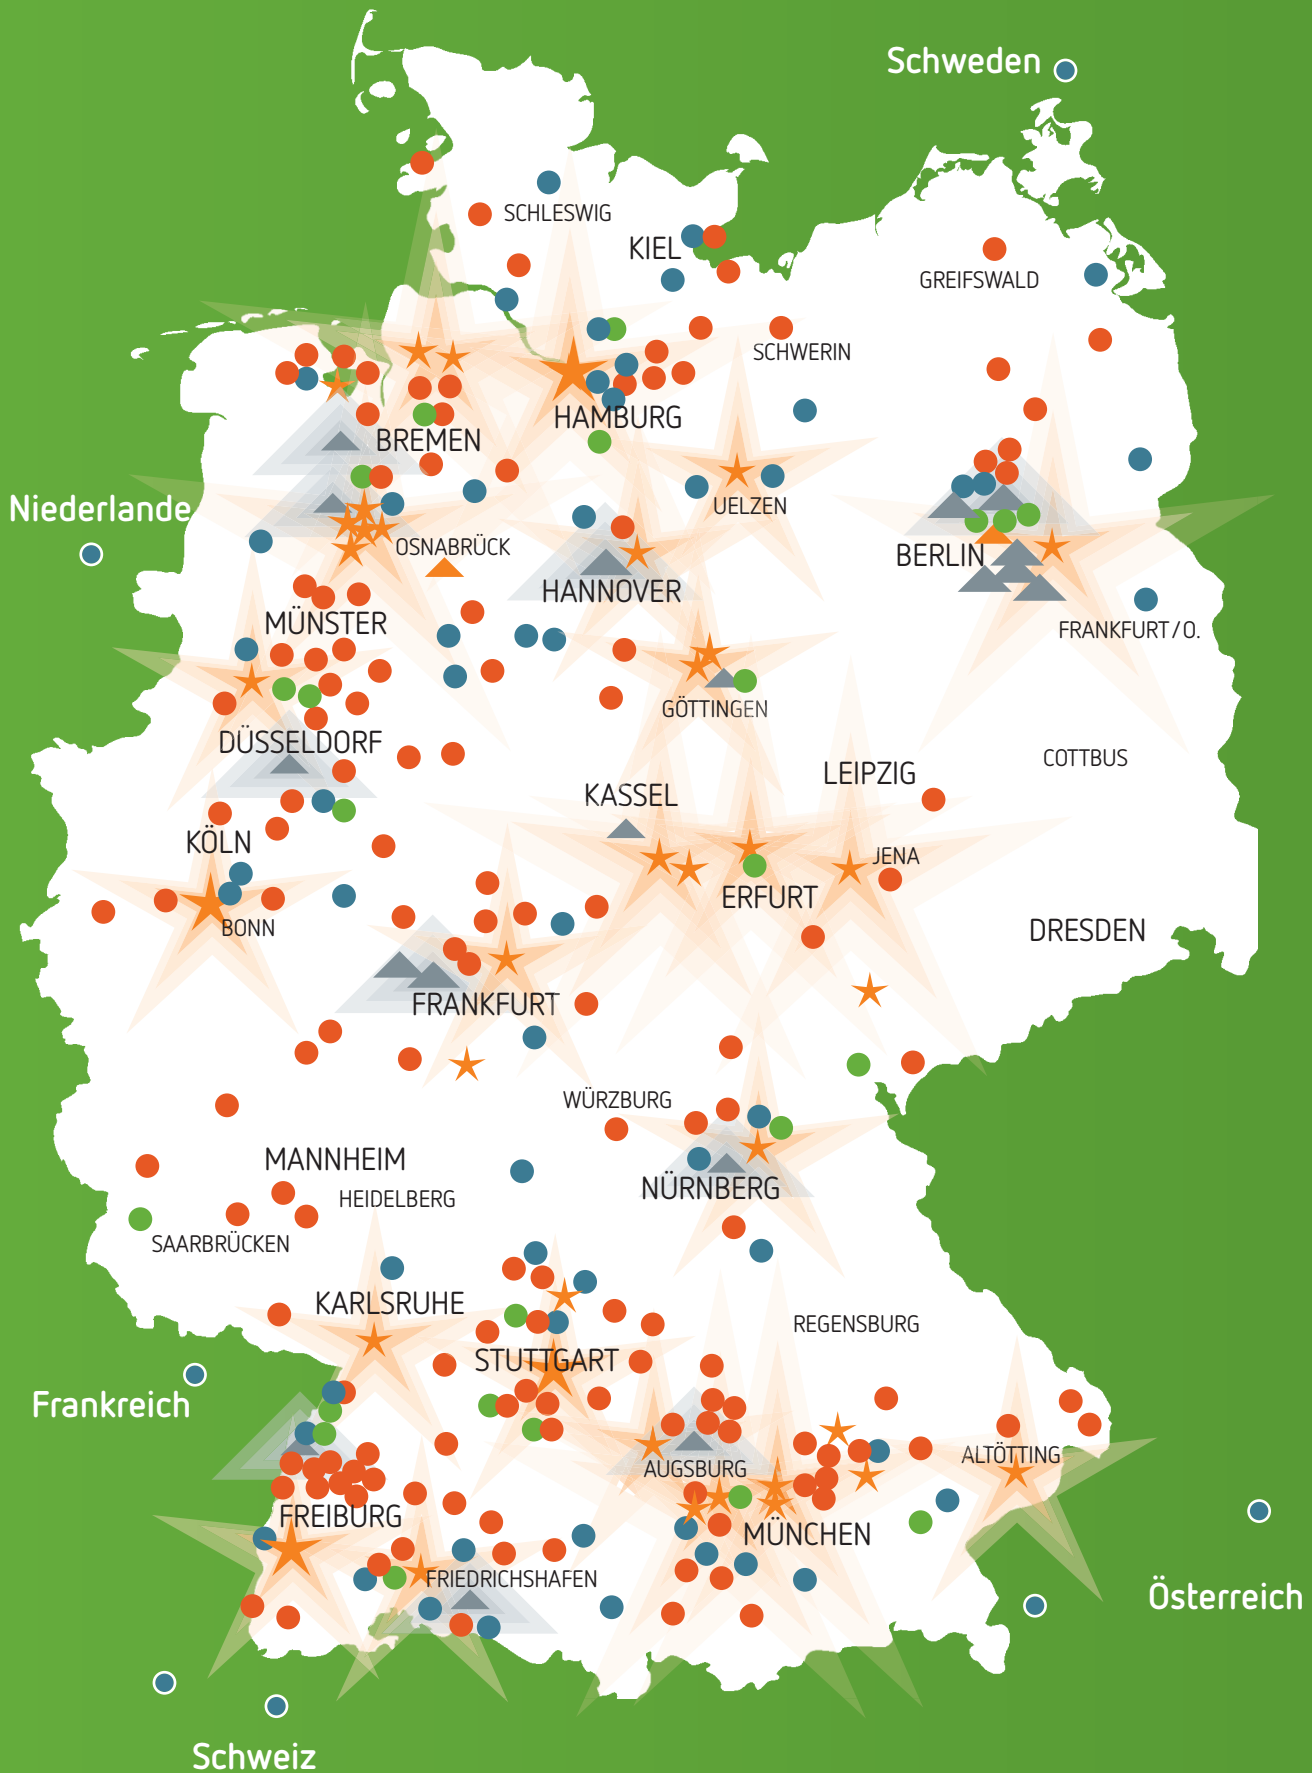 Schweden
SCHLESWIG
KIEL
GREIFSWALD
SCHWERIN
HAMBURG
BREMEN
Niederlande
UELZEN
OSNABRÜCK
BERLIN
HANNOVER
MÜNSTER
FRANKFURT/O.
GÖTTINGEN
DÜSSELDORF
COTTBUS
LEIPZIG
KASSEL
KÖLN
JENA
ERFURT
BONN
DRESDEN
FRANKFURT
WÜRZBURG
MANNHEIM
NÜRNBERG
HEIDELBERG
SAARBRÜCKEN
KARLSRUHE
REGENSBURG
STUTTGART
Frankreich
ALTÖTTING
AUGSBURG
FREIBURG
MÜNCHEN
FRIEDRICHSHAFEN
Österreich
Schweiz